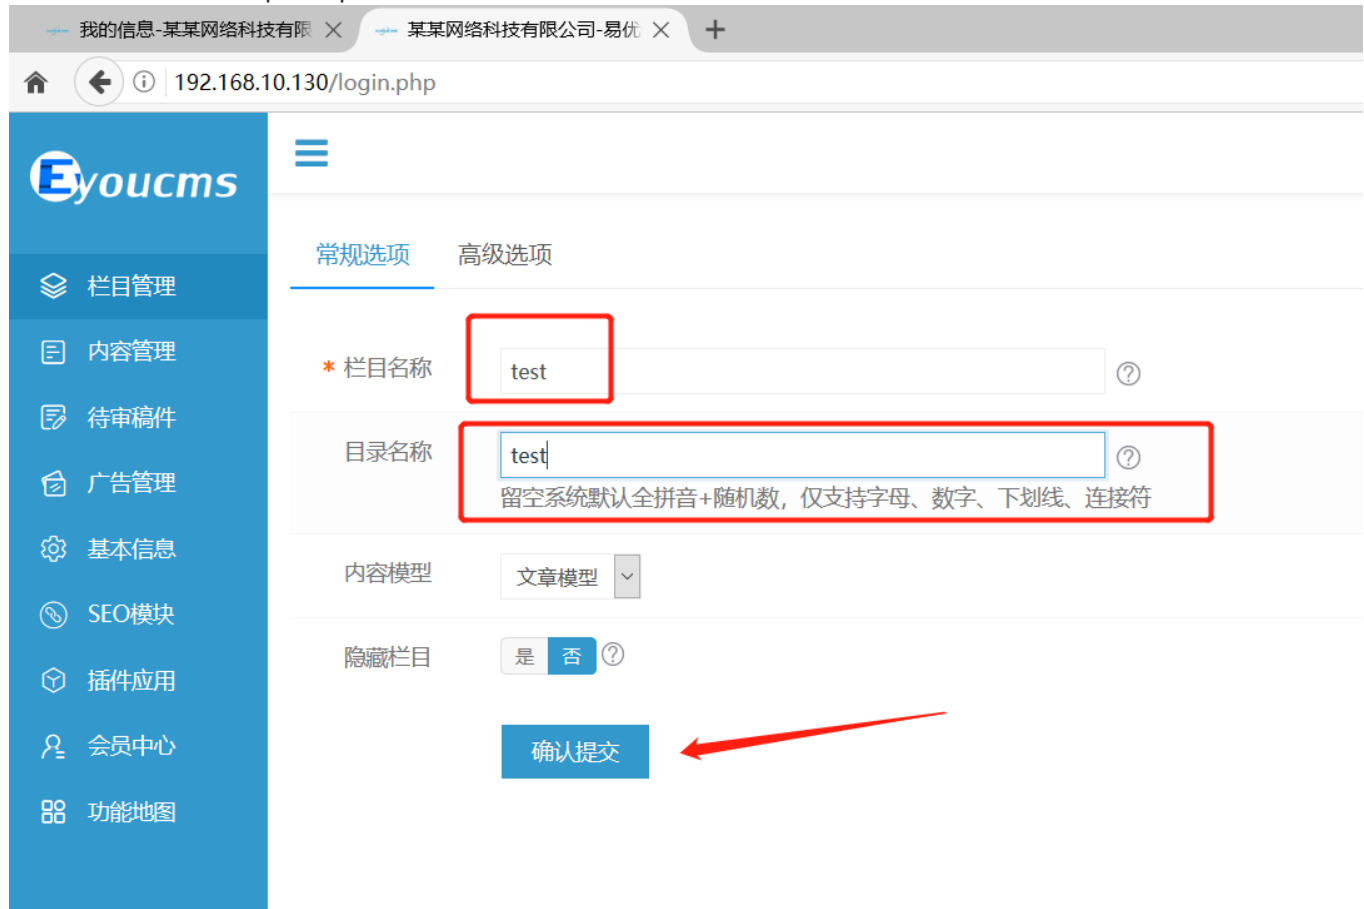 我的信息-某某网络科技有限
某某网络科技有限公司-易优
192.168.10.130/login.php
Eyoucms
常规选项 高级选项
栏目管理
内容管理
待审稿件
广告管理
基本信息
SEO模块
插件应用
会员中心
功能地图
* 栏目名称 test
目录名称 test
留空系统默认全拼音+随机数，仅支持字母、数字、下划线、连接符
内容模型 文章模型
隐藏栏目 是 否
确认提交